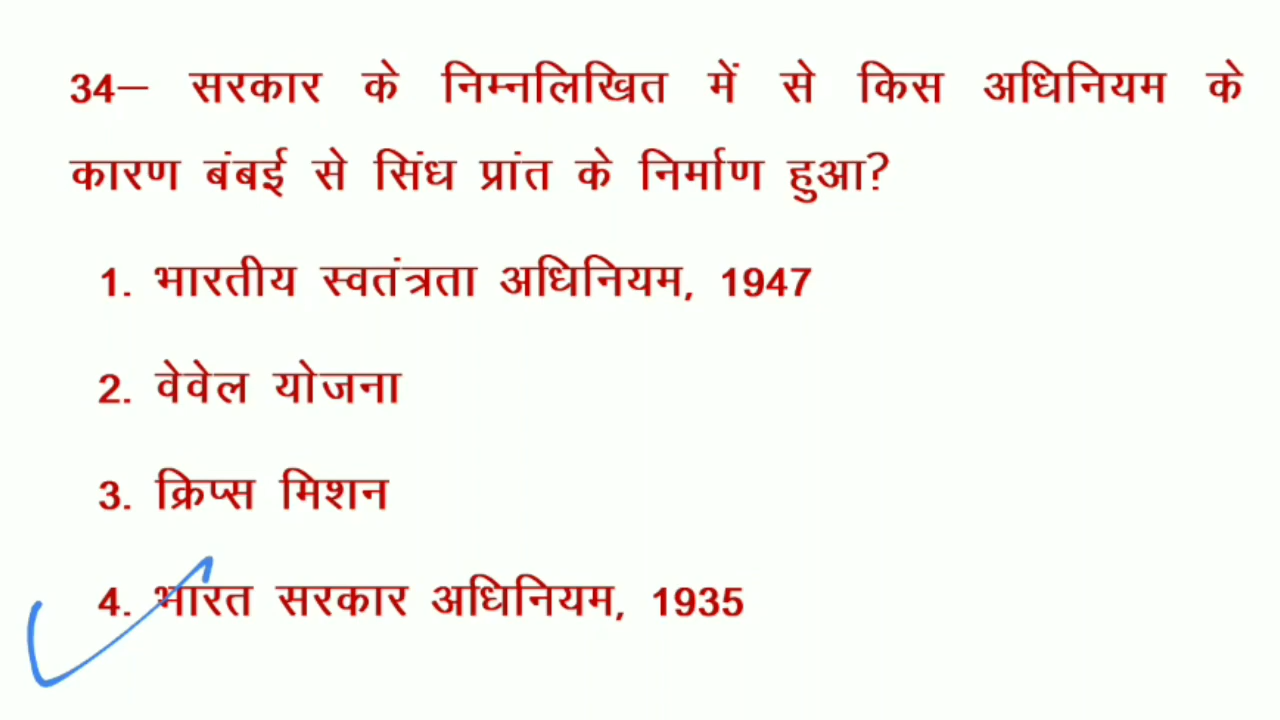 34– सरकार के निम्नलिखित में से किस अधिनियम के
कारण बंबई से सिंध प्रांत के निर्माण हुआ?
1. भारतीय स्वतंत्रता अधिनियम, 1947
2. वेवेल योजना
3. क्रिप्स मिशन
4. भारत सरकार अधिनियम, 1935